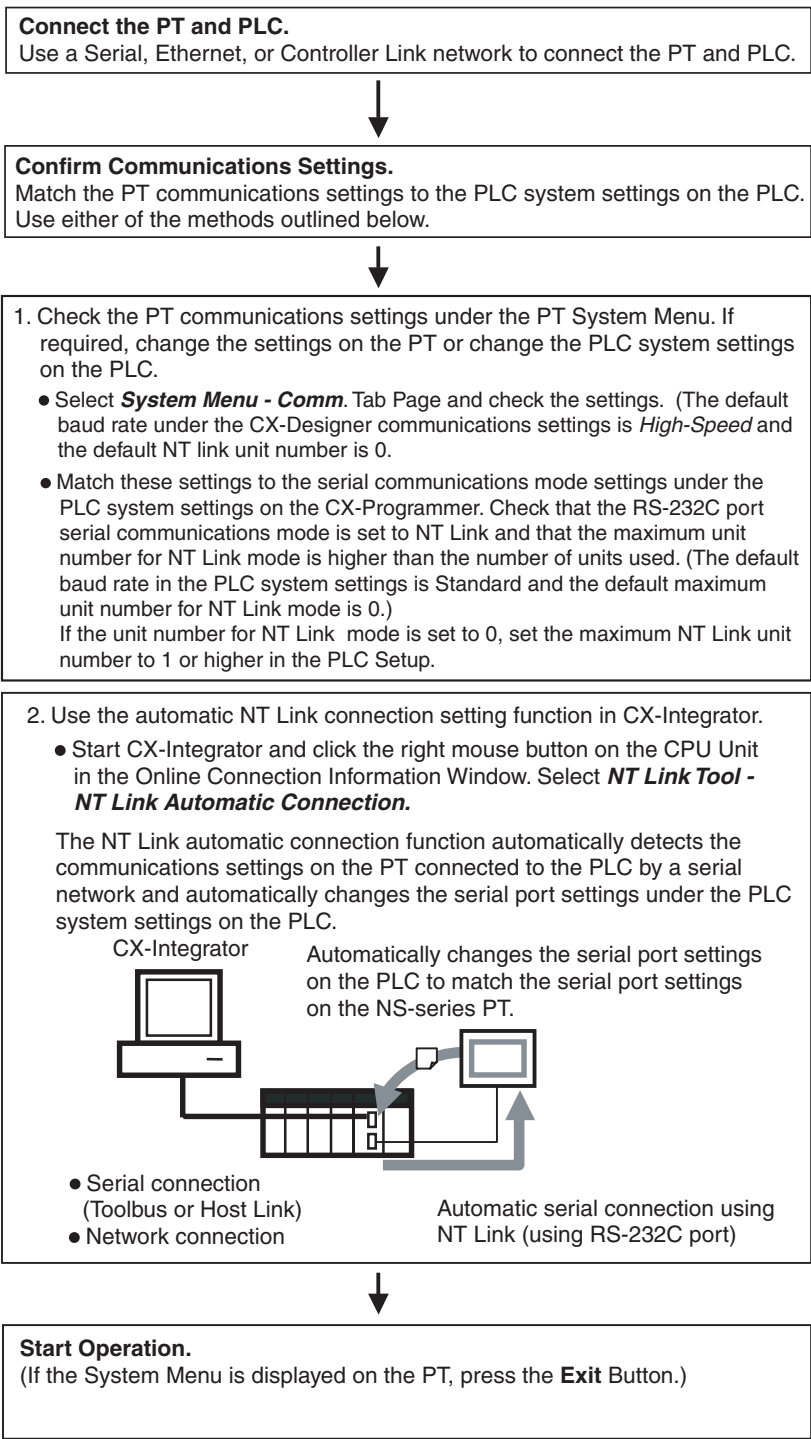 Connect the PT and PLC.
Use a Serial, Ethernet, or Controller Link network to connect the PT and PLC.
Confirm Communications Settings.
Match the PT communications settings to the PLC system settings on the PLC.
Use either of the methods outlined below.
1. Check the PT communications settings under the PT System Menu. If
required, change the settings on the PT or change the PLC system settings
on the PLC.
● Select System Menu - Comm. Tab Page and check the settings. (The default
baud rate under the CX-Designer communications settings is High-Speed and
the default NT link unit number is 0.
● Match these settings to the serial communications mode settings under the
PLC system settings on the CX-Programmer. Check that the RS-232C port
serial communications mode is set to NT Link and that the maximum unit
number for NT Link mode is higher than the number of units used. (The default
baud rate in the PLC system settings is Standard and the default maximum
unit number for NT Link mode is 0.)
If the unit number for NT Link mode is set to 0, set the maximum NT Link unit
number to 1 or higher in the PLC Setup.
2. Use the automatic NT Link connection setting function in CX-Integrator.
● Start CX-Integrator and click the right mouse button on the CPU Unit
in the Online Connection Information Window. Select NT Link Tool -
NT Link Automatic Connection.
The NT Link automatic connection function automatically detects the
communications settings on the PT connected to the PLC by a serial
network and automatically changes the serial port settings under the PLC
system settings on the PLC.
CX-Integrator
Automatically changes the serial port settings
on the PLC to match the serial port settings
on the NS-series PT.
● Serial connection
(Toolbus or Host Link)
● Network connection
Automatic serial connection using
NT Link (using RS-232C port)
Start Operation.
(If the System Menu is displayed on the PT, press the Exit Button.)